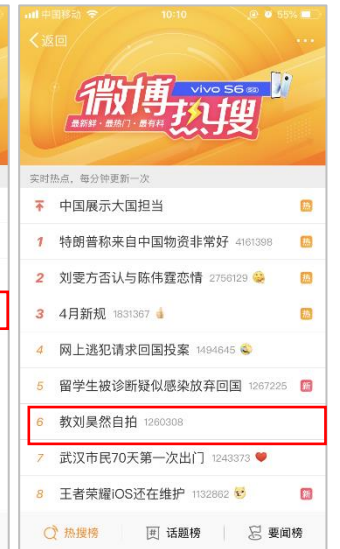 中国移动 10:10 55%
返回
微博热搜
vivo S6 5G
最新鲜·最热门·最有料
实时热点，每分钟更新一次
中国展示大国担当 热
1 特朗普称来自中国物资非常好 4161398 热
2 刘雯方否认与陈伟霆恋情 2756129 热
3 4月新规 1831367 热
4 网上逃犯请求回国投案 1494645
5 留学生被诊断疑似感染放弃回国 1267225 新
6 教刘昊然自拍 1260308
7 武汉市民70天第一次出门 1243373
8 王者荣耀iOS还在维护 1132862 新
热搜榜 话题榜 要闻榜